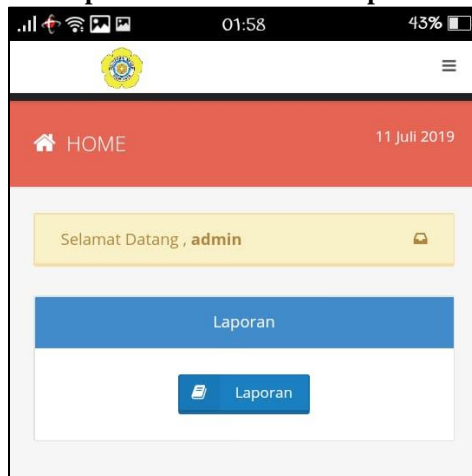 01:58
43%
HOME
11 Juli 2019
Selamat Datang , admin
Laporan
Laporan